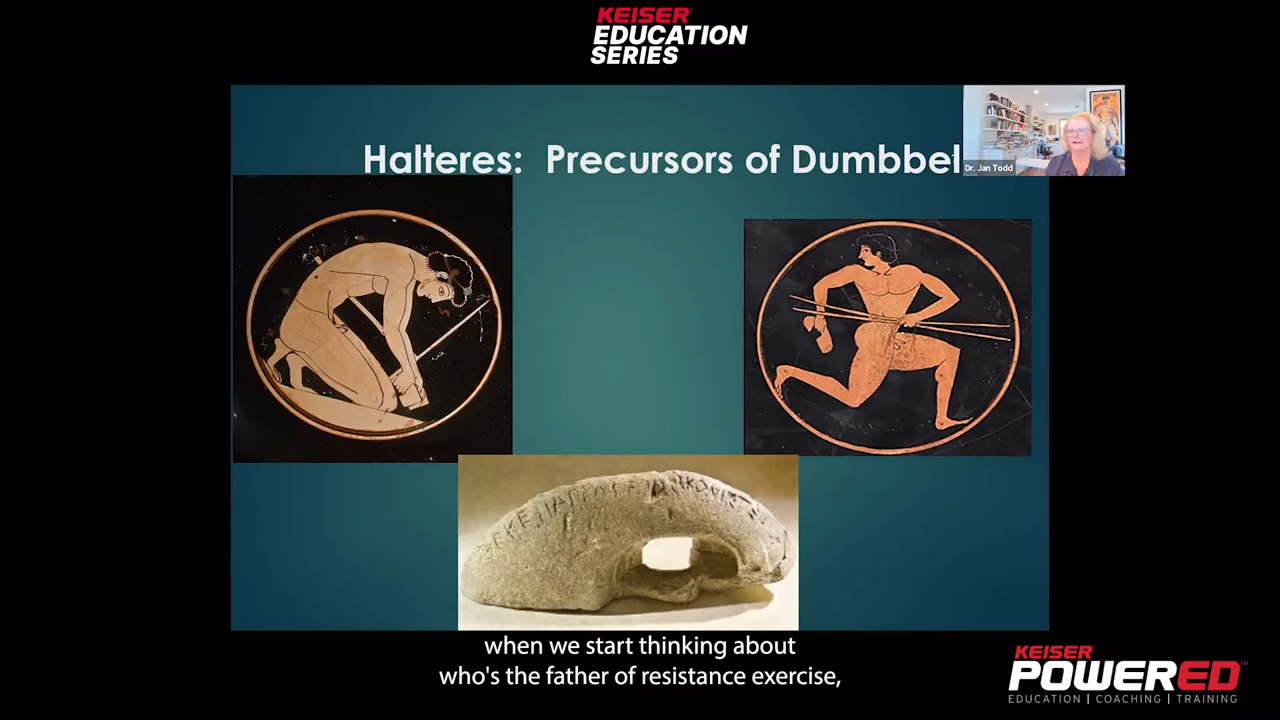 KEISER
EDUCATION
SERIES
Halteres: Precursors of Dumbbel
Dr. Jan Todd
when we start thinking about
who's the father of resistance exercise,
KEISER
POWERED™
EDUCATION | COACHING | TRAINING